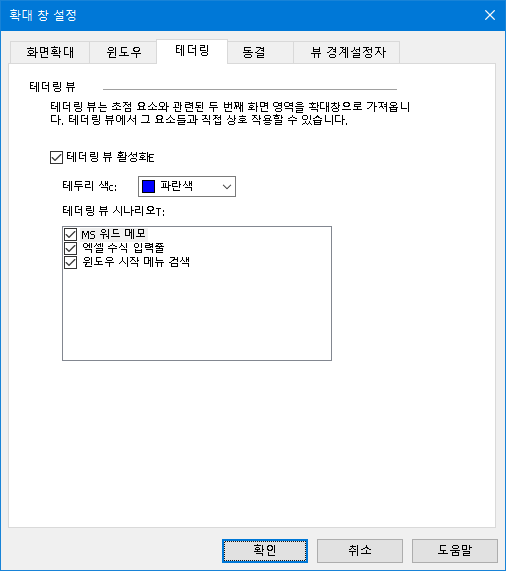 확대 창 설정
화면확대
윈도우
테더링
동결
뷰 경계설정자
테더링 뷰
테더링 뷰는 초점 요소와 관련된 두 번째 화면 영역을 확대창으로 가져옵니
다. 테더링 뷰에서 그 요소들과 직접 상호 작용할 수 있습니다.
테더링 뷰 활성화E
테두리 색C: 파란색
테더링 뷰 시나리오T:
MS 워드 메모
엑셀 수식 입력줄
윈도우 시작 메뉴 검색
확인
취소
도움말